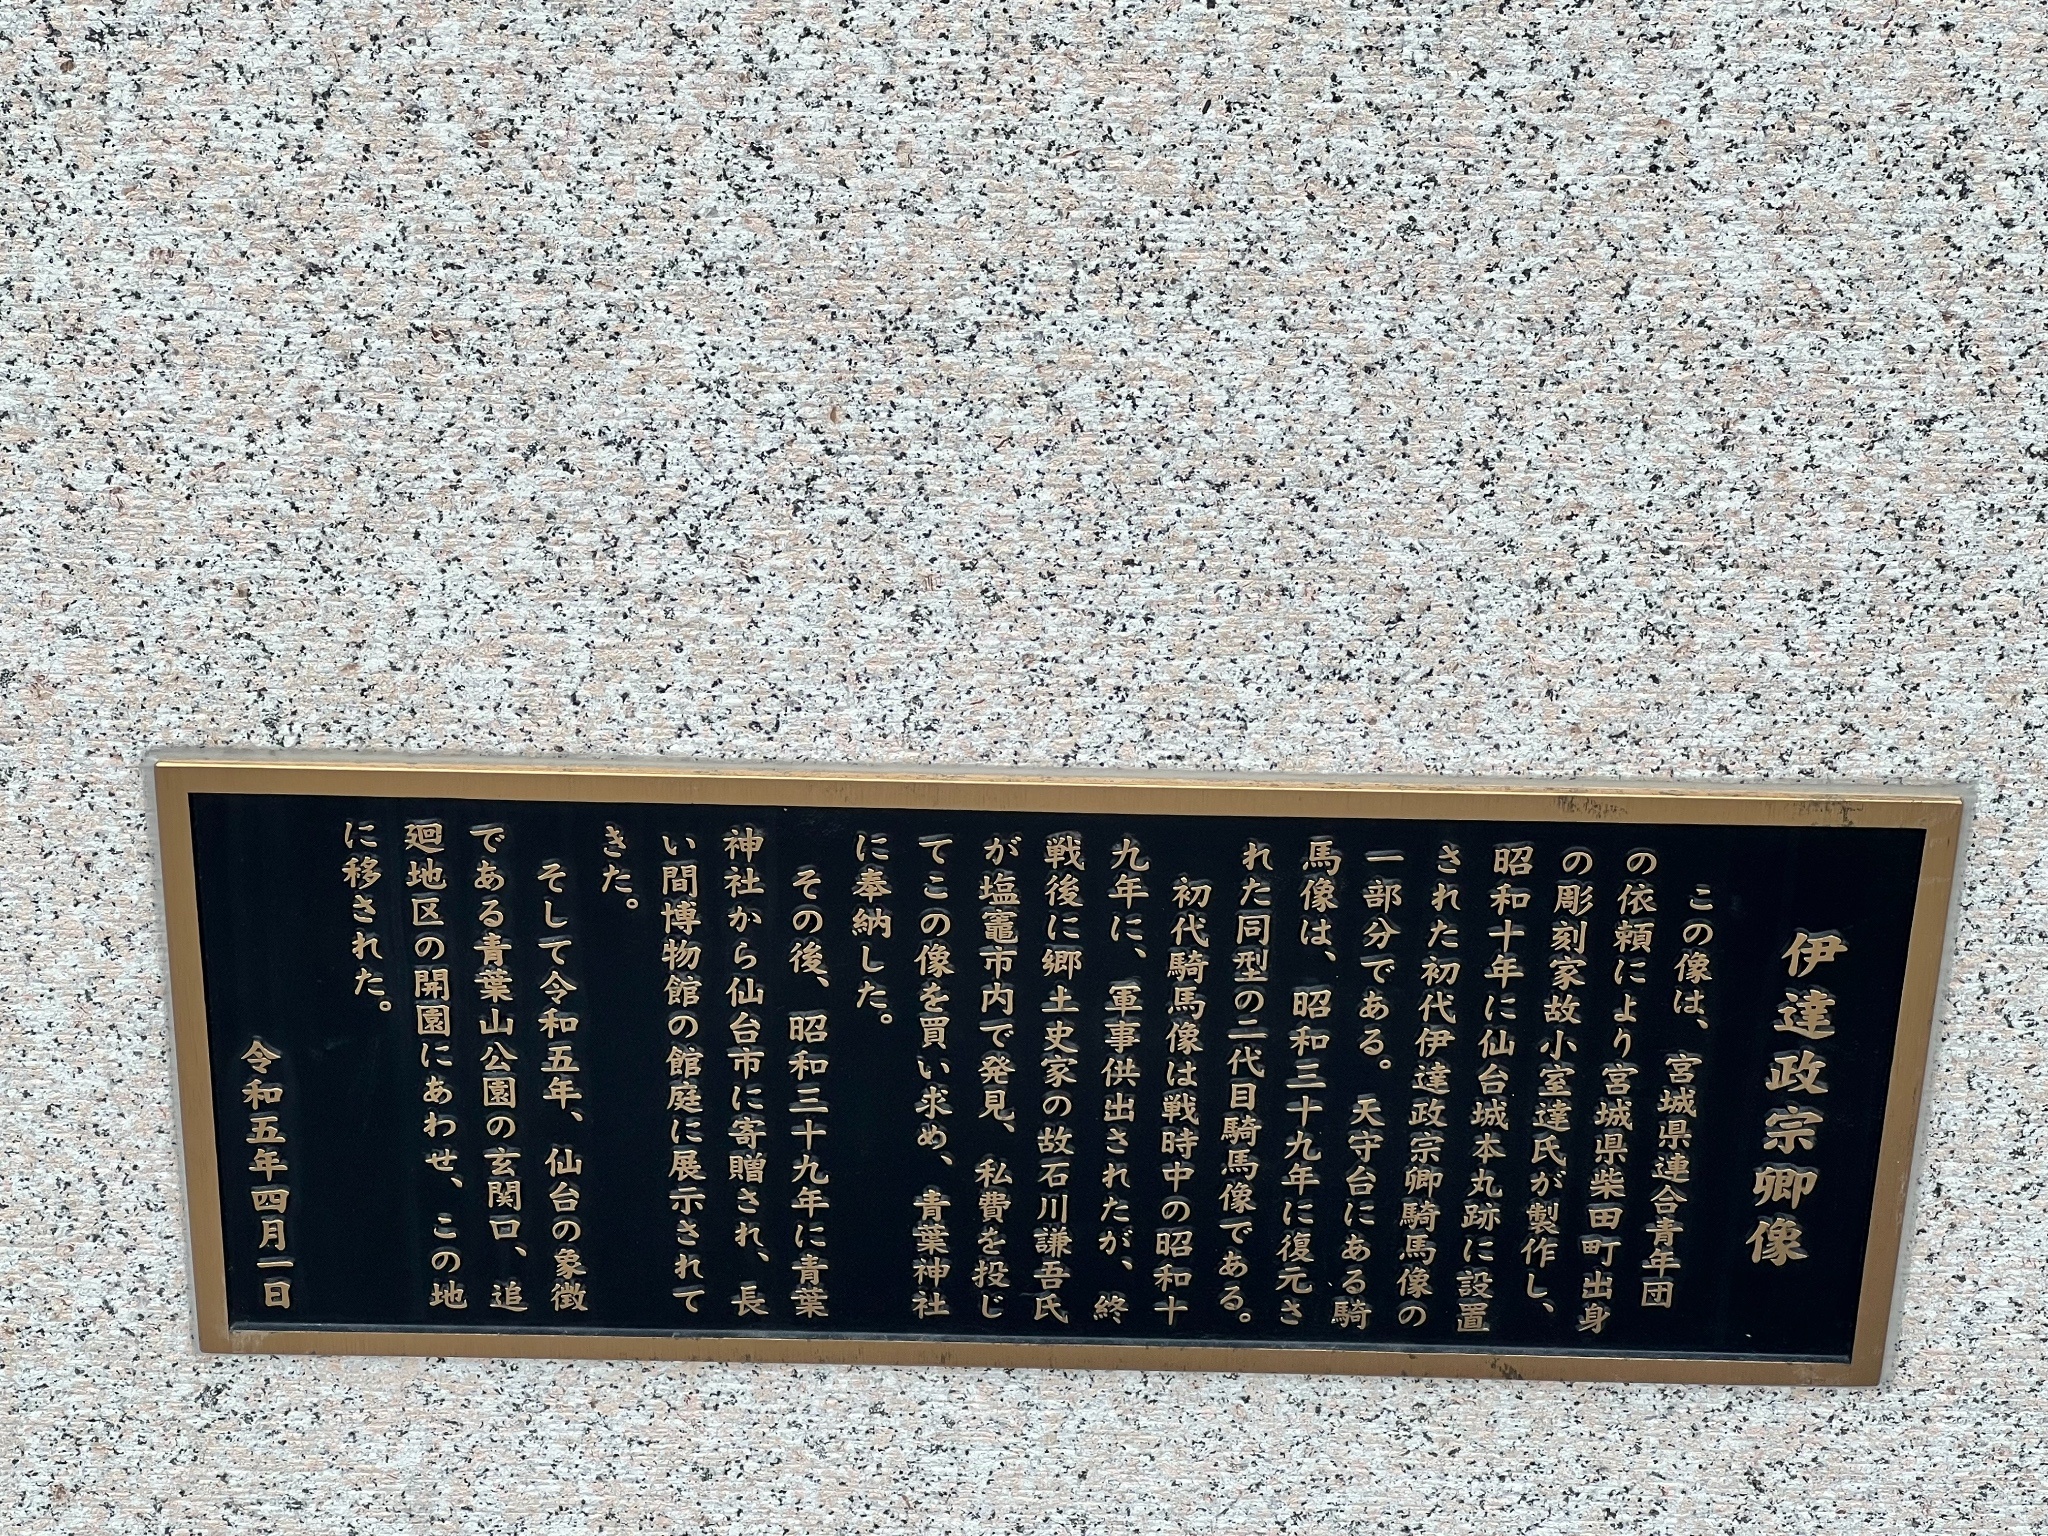 伊達政宗卿像
この像は、宮城県連合青年団
の依頼により宮城県柴田町出身
の彫刻家故小室達氏が製作し、
昭和十年に仙台城本丸跡に設置
された初代伊達政宗卿騎馬像の
一部分である。天守台にある騎
馬像は、昭和三十九年に復元さ
れた同型の二代目騎馬像である。
初代騎馬像は戦時中の昭和十
九年に、軍事供出されたが、終
戦後に郷土史家の故石川謙吾氏
が塩竈市内で発見、私費を投じ
てこの像を買い求め、青葉神社
に奉納した。
その後、昭和三十九年に青葉
神社から仙台市に寄贈され、長
い間博物館の館庭に展示されて
きた。
そして令和五年、仙台の象徴
である青葉山公園の玄関口、追
廻地区の開園にあわせ、この地
に移された。
令和五年四月一日